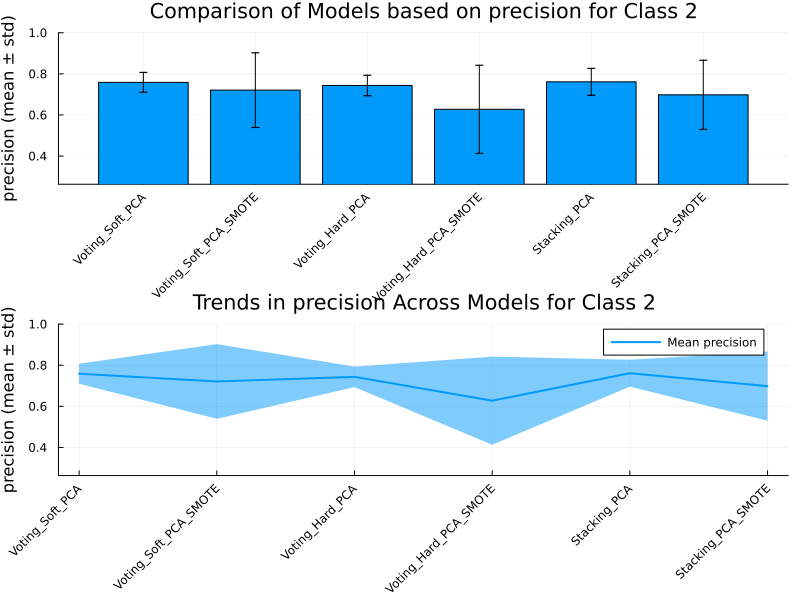 Comparison of Models based on precision for Class 2
precision (mean ± std)
1.0
0.8
0.6
0.4
Voting_Soft_PCA
Voting_Soft_PCA_SMOTE
Voting_Hard_PCA
Voting_Hard_PCA_SMOTE
Stacking_PCA
Stacking_PCA_SMOTE
Trends in precision Across Models for Class 2
precision (mean ± std)
1.0
0.8
0.6
0.4
Mean precision
Voting_Soft_PCA
Voting_Soft_PCA_SMOTE
Voting_Hard_PCA
Voting_Hard_PCA_SMOTE
Stacking_PCA
Stacking_PCA_SMOTE